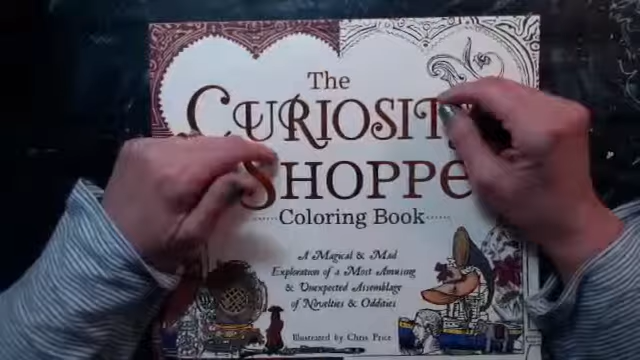 The
CURIOSITY
SHOPPE
Coloring Book
A Magical & Mad
Exploration of a Most Amusing
& Unexpected Assemblage
of Novelties & Oddities
Illustrated by Chris Price